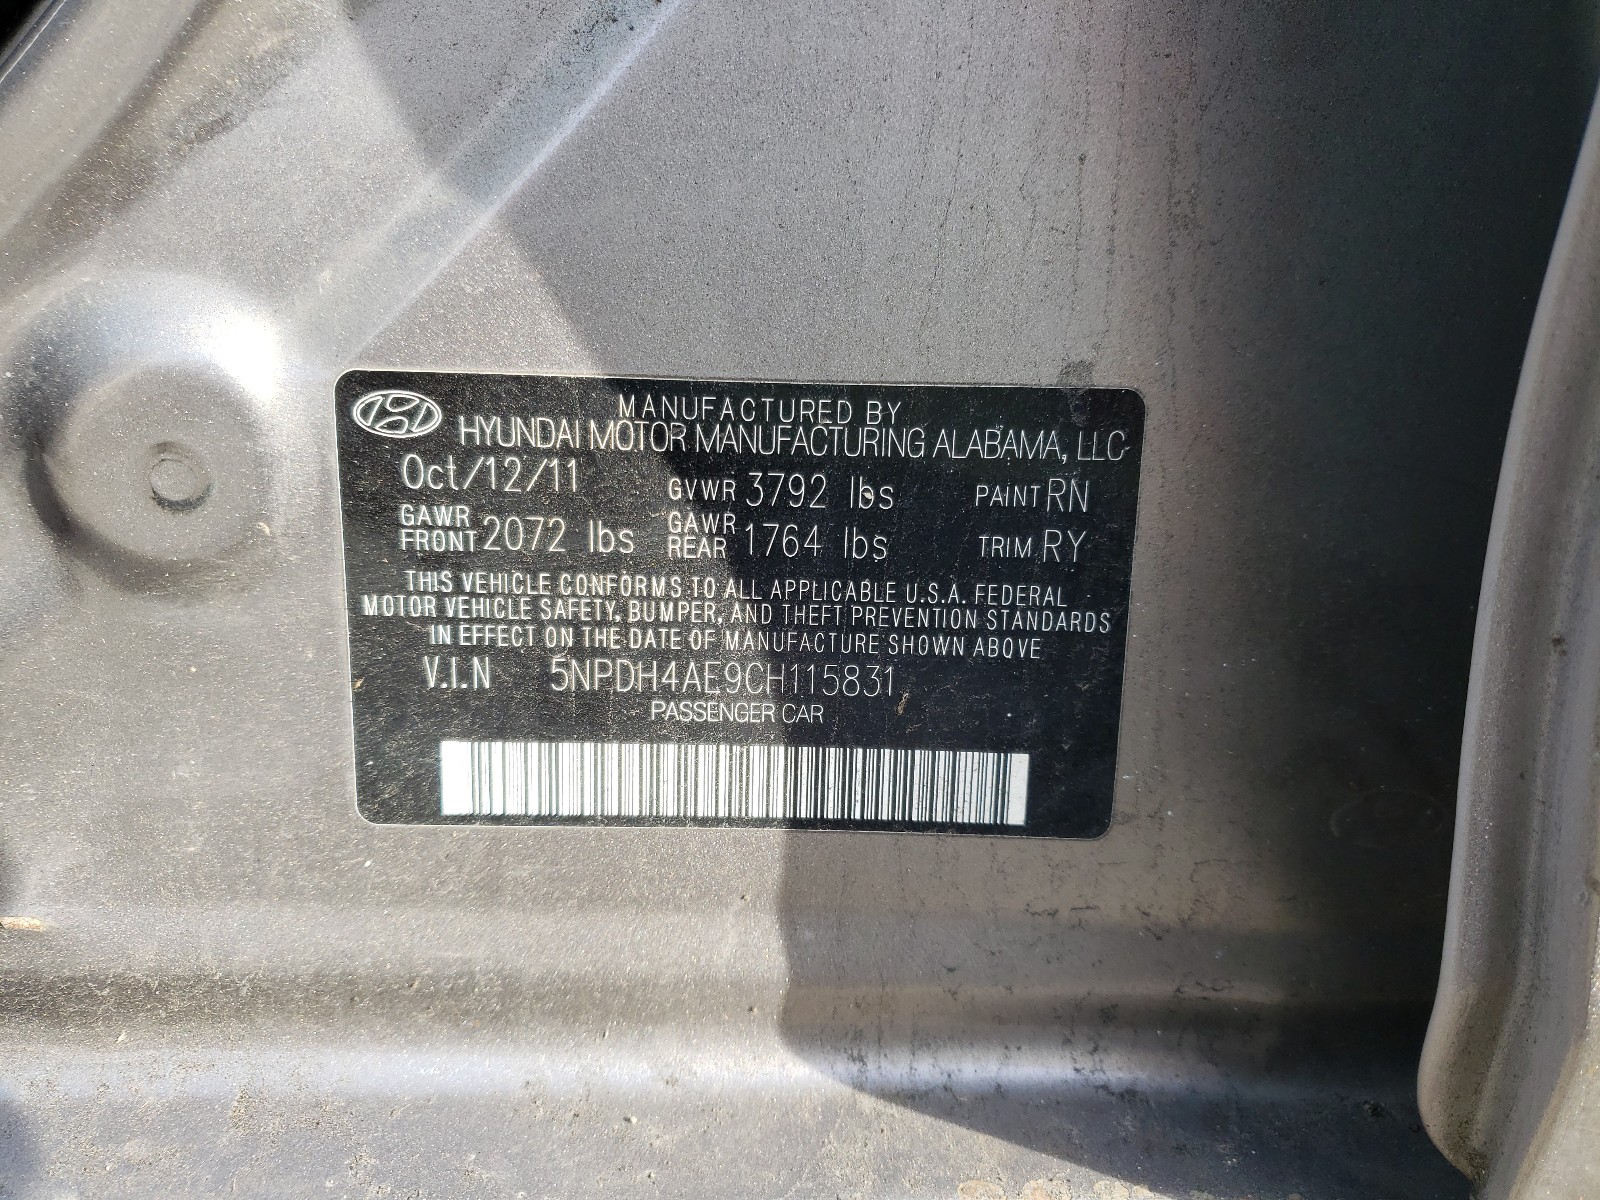 MANUFACTURED BY
HYUNDAI MOTOR MANUFACTURING ALABAMA, LLC
Oct/12/11 GVWR 3792 lbs PAINT RN
GAWR FRONT 2072 lbs GAWR REAR 1764 lbs TRIM RY
THIS VEHICLE CONFORMS TO ALL APPLICABLE U.S.A. FEDERAL
MOTOR VEHICLE SAFETY, BUMPER, AND THEFT PREVENTION STANDARDS
IN EFFECT ON THE DATE OF MANUFACTURE SHOWN ABOVE
V.I.N 5NPDH4AE9CH115831
PASSENGER CAR